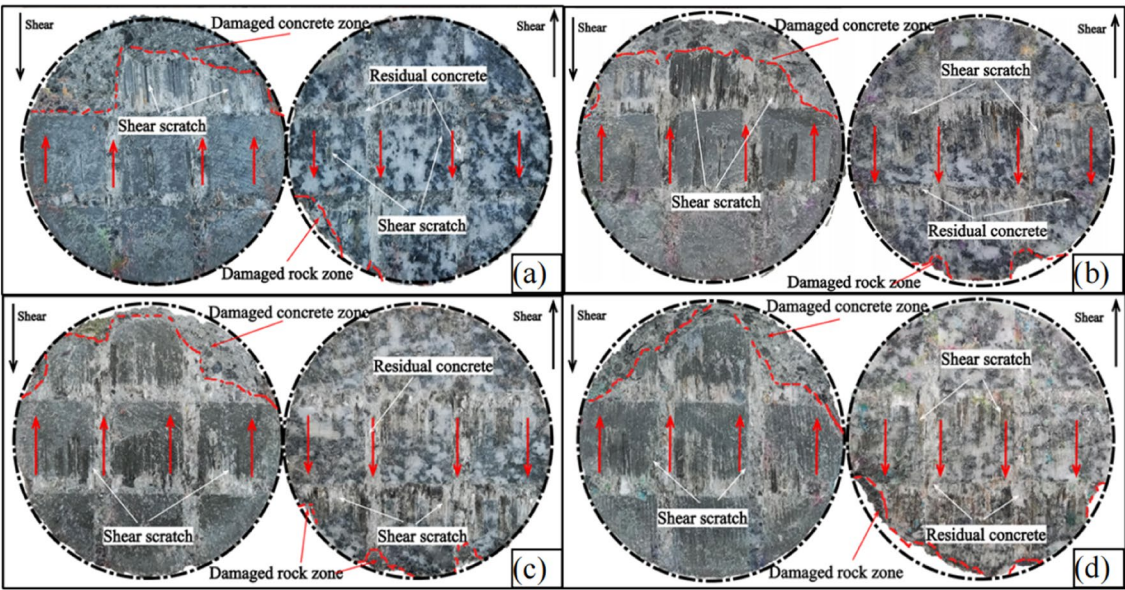 Shear
Damaged concrete zone
Shear
Residual concrete
Shear scratch
Shear scratch
Damaged rock zone
(a)
Shear
Damaged concrete zone
Shear
Shear scratch
Shear scratch
Residual concrete
Damaged rock zone
(b)
Shear
Damaged concrete zone
Shear
Residual concrete
Shear scratch
Shear scratch
Damaged rock zone
(c)
Shear
Damaged concrete zone
Shear
Shear scratch
Shear scratch
Residual concrete
Damaged rock zone
(d)